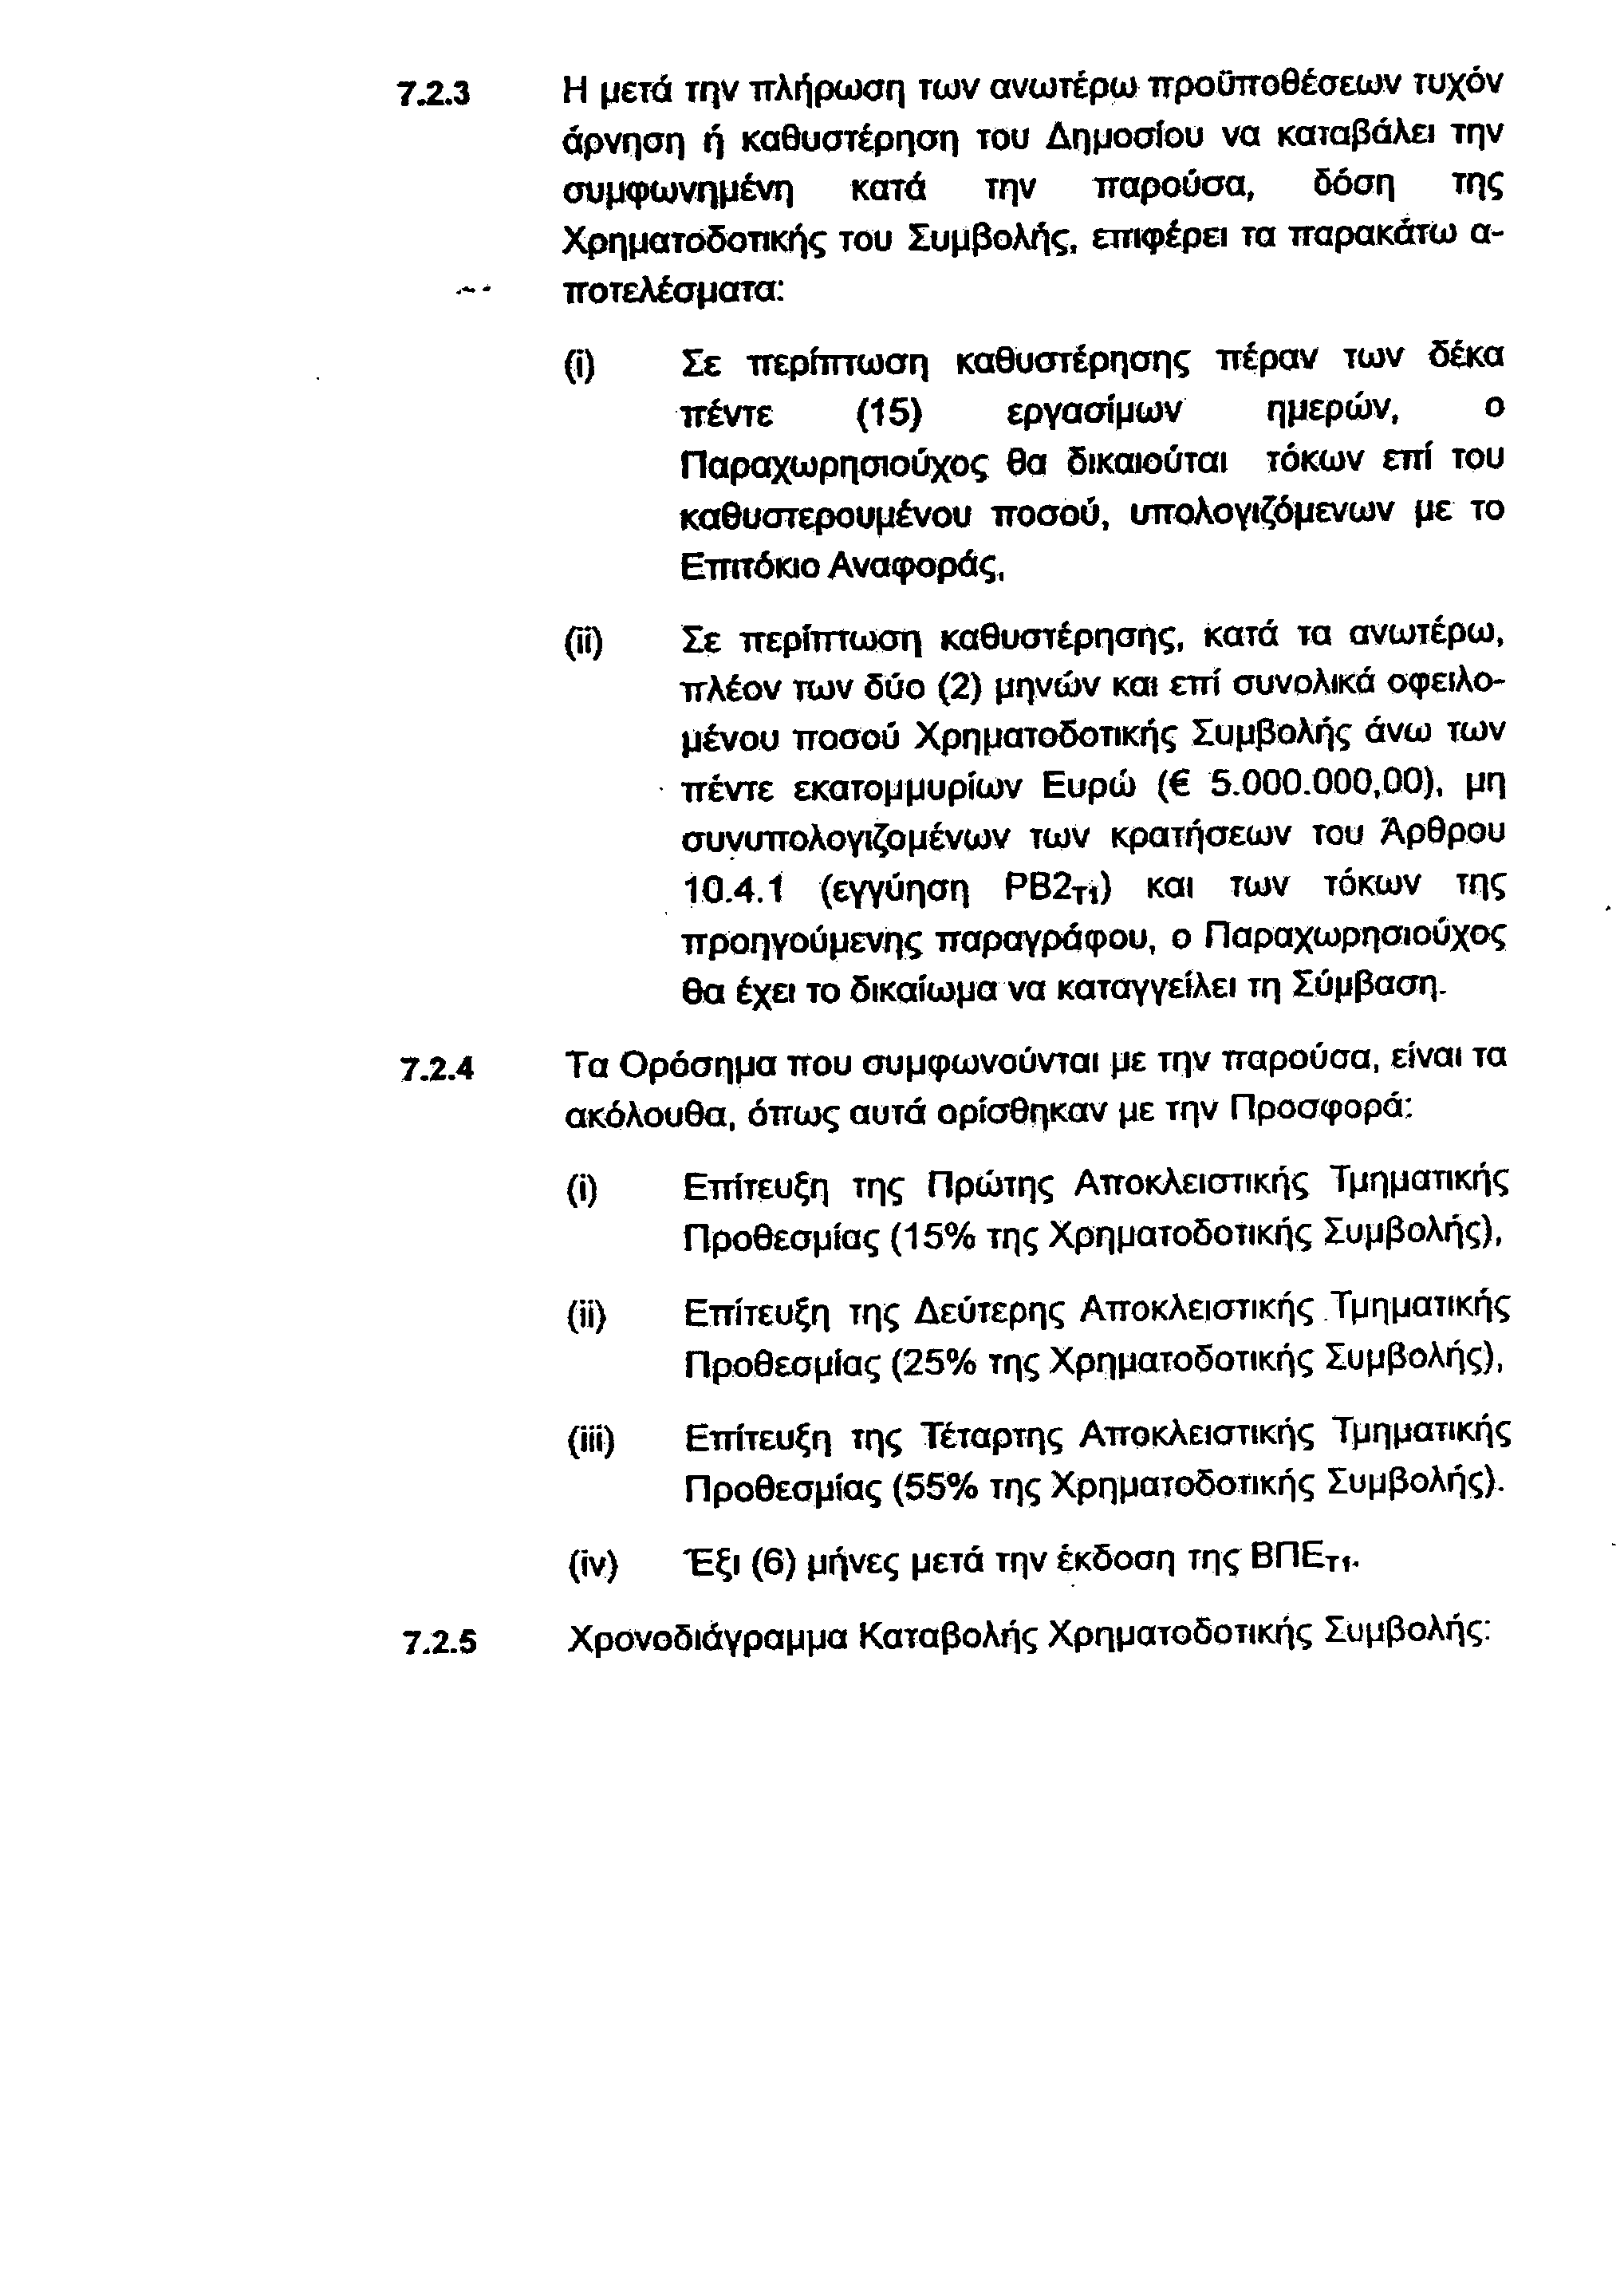 7.2.3 Η μετά την πλήρωση των ανωτέρω προϋποθέσεων τυχόν
άρνηση ή καθυστέρηση του Δημοσίου να καταβάλει την
συμφωνημένη κατά την παρούσα, δόση της
Χρηματοδοτικής του Συμβολής, επιφέρει τα παρακάτω α-
ποτελέσματα:
(i) Σε περίπτωση καθυστέρησης πέραν των δέκα
πέντε (15) εργασίμων ημερών, ο
Παραχωρησιούχος θα δικαιούται τόκων επί του
καθυστερουμένου ποσού, υπολογιζόμενων με το
Επιτόκιο Αναφοράς,
(ii) Σε περίπτωση καθυστέρησης, κατά τα ανωτέρω,
πλέον των δύο (2) μηνών και επί συνολικά οφειλο-
μένου ποσού Χρηματοδοτικής Συμβολής άνω των
πέντε εκατομμυρίων Ευρώ (€ 5.000.000,00), μη
συνυπολογιζομένων των κρατήσεων του Άρθρου
10.4.1 (εγγύηση PB2τ1) και των τόκων της
προηγούμενης παραγράφου, ο Παραχωρησιούχος
θα έχει το δικαίωμα να καταγγείλει τη Σύμβαση.
7.2.4 Τα Ορόσημα που συμφωνούνται με την παρούσα, είναι τα
ακόλουθα, όπως αυτά ορίσθηκαν με την Προσφορά:
(i) Επίτευξη της Πρώτης Αποκλειστικής Τμηματικής
Προθεσμίας (15% της Χρηματοδοτικής Συμβολής),
(ii) Επίτευξη της Δεύτερης Αποκλειστικής Τμηματικής
Προθεσμίας (25% της Χρηματοδοτικής Συμβολής),
(iii) Επίτευξη της Τέταρτης Αποκλειστικής Τμηματικής
Προθεσμίας (55% της Χρηματοδοτικής Συμβολής).
(iv) Έξι (6) μήνες μετά την έκδοση της ΒΠΕτ1.
7.2.5 Χρονοδιάγραμμα Καταβολής Χρηματοδοτικής Συμβολής: